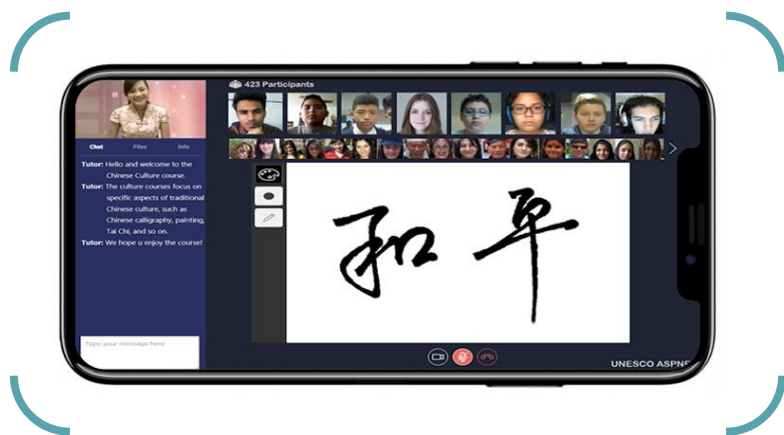 423 Participants
Chat Files Info
Tutor: Hello and welcome to the
Chinese Culture course.
Tutor: The culture courses focus on
specific aspects of traditional
Chinese culture, such as
Chinese calligraphy, painting,
Tai Chi, and so on.
Tutor: We hope u enjoy the course!
Type your message here
和平
UNESCO ASPNE